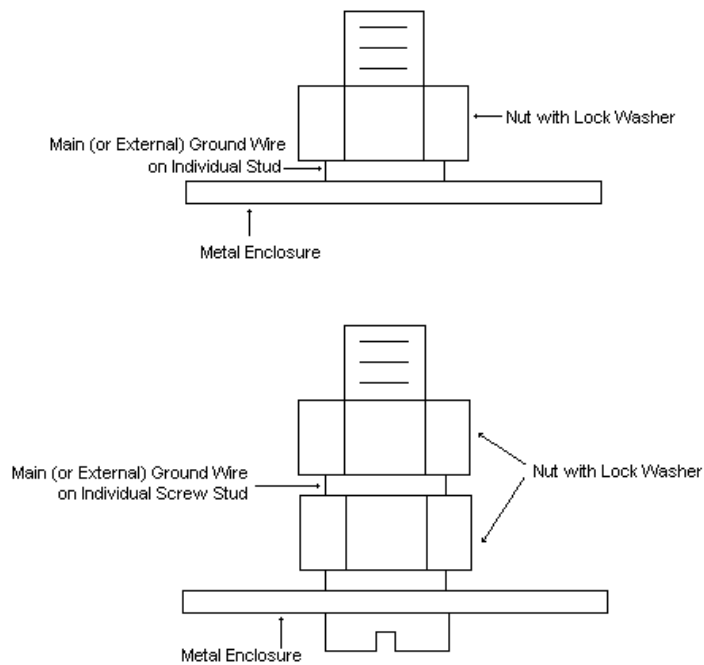 Nut with Lock Washer
Main (or External) Ground Wire
on Individual Stud
Metal Enclosure
Main (or External) Ground Wire
on Individual Screw Stud
Nut with Lock Washer
Metal Enclosure